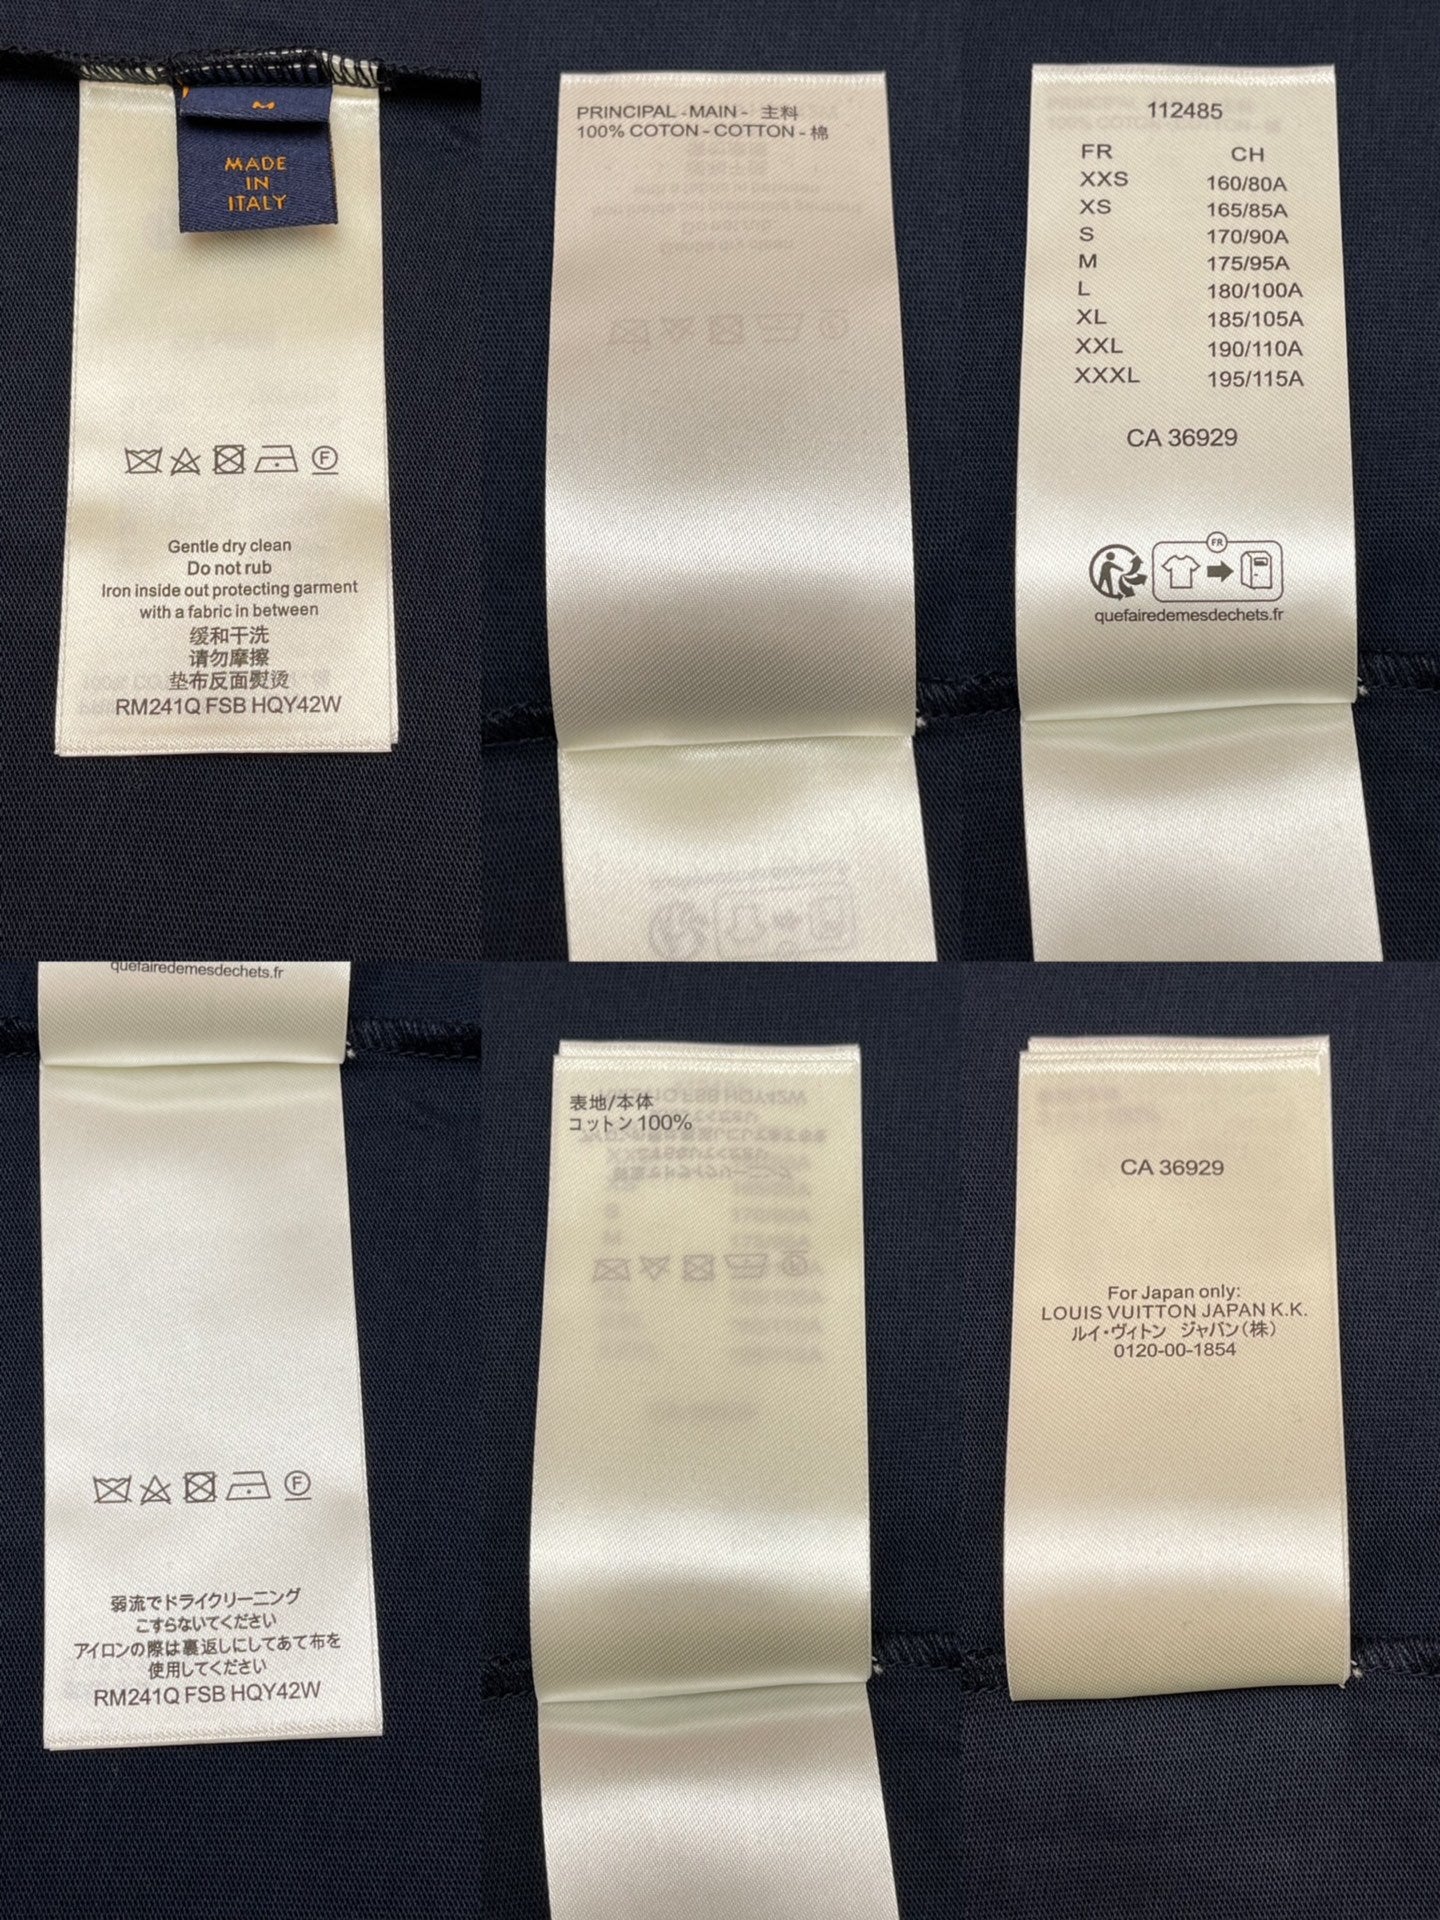 MADE
IN
ITALY
Gentle dry clean
Do not rub
Iron inside out protecting garment
with a fabric in between
缓和干洗
请勿摩擦
垫布反面熨烫
RM241Q FSB HQY42W
PRINCIPAL - MAIN - 主料
100% COTON - COTTON - 棉
112485
FR CH
XXS 160/80A
XS 165/85A
S 170/90A
M 175/95A
L 180/100A
XL 185/105A
XXL 190/110A
XXXL 195/115A
CA 36929
FR
quefairedemesdechets.fr
quefairedemesdechets.fr
弱流でドライクリーニング
こすらないてください
アイロンの際は裏返しにしてあて布を
使用してください
RM241Q FSB HQY42W
表地/本体
コットン 100%
CA 36929
For Japan only:
LOUIS VUITTON JAPAN K.K.
ルイ・ヴィトン ジャパン(株)
0120-00-1854